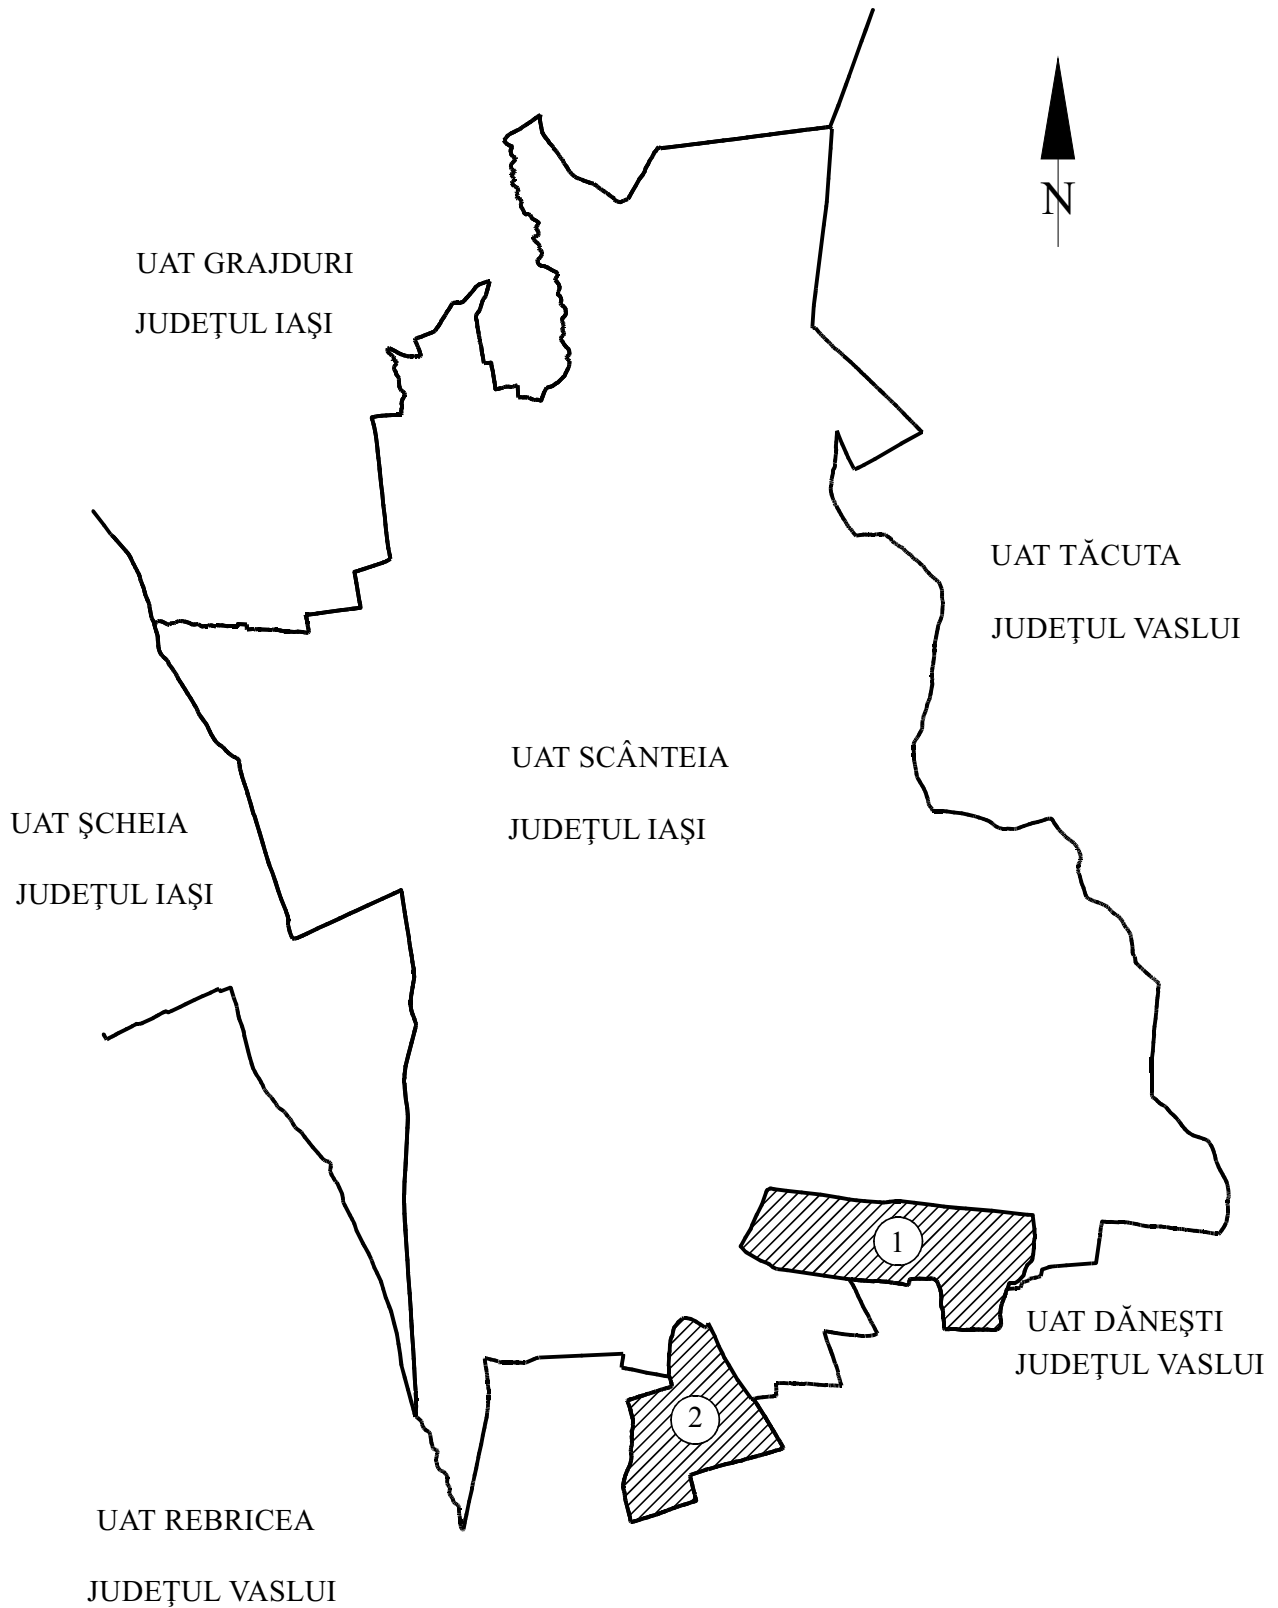 N
UAT GRAJDURI
JUDEŢUL IAŞI
UAT TĂCUTA
JUDEŢUL VASLUI
UAT SCÂNTEIA
JUDEŢUL IAŞI
UAT ŞCHEIA
JUDEŢUL IAŞI
1
UAT DĂNEŞTI
JUDEŢUL VASLUI
2
UAT REBRICEA
JUDEŢUL VASLUI